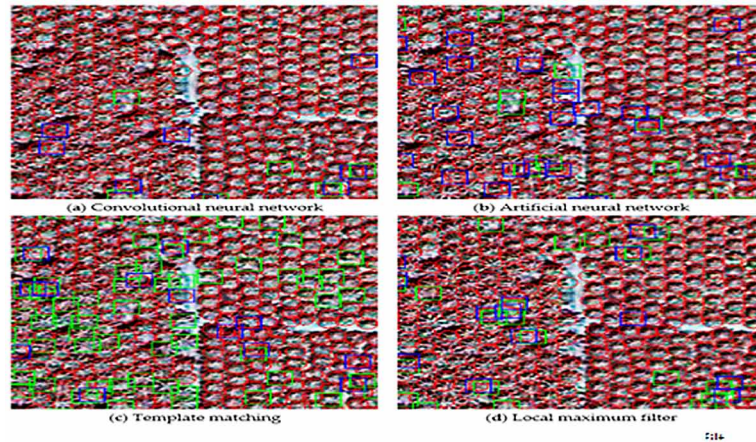 (a) Convolutional neural network
(b) Artificial neural network
(c) Template matching
(d) Local maximum filter